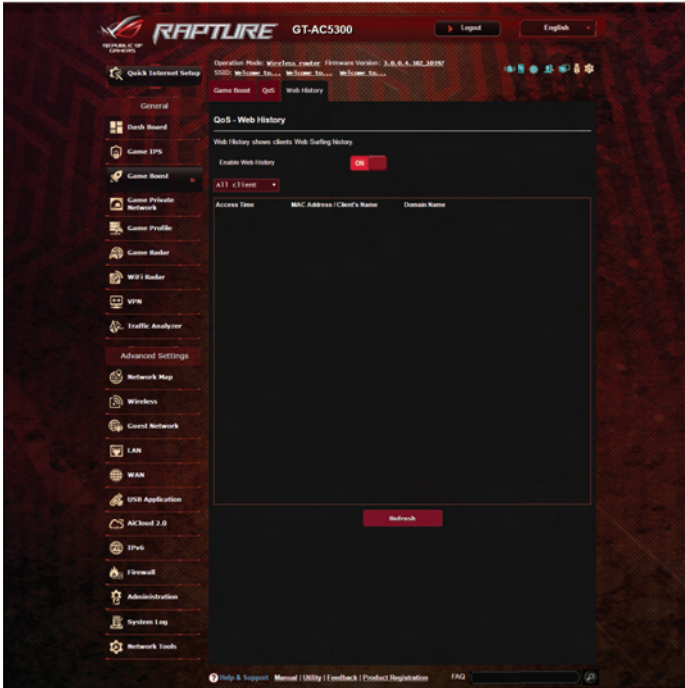 REPUBLIC OF
GAMERS
RAPTURE
GT-AC5300
Logout
English
Quick Internet Setup
Operation Mode: Wireless router Firmware Version: 3.0.0.4.382_10397
SSID: Welcome to... Welcome to... Welcome to...
Game Boost QoS Web History
General
Dash Board
Game IPS
Game Boost
Game Private
Network
Game Profile
Game Radar
WiFi Radar
VPN
Traffic Analyzer
Advanced Settings
Network Map
Wireless
Guest Network
LAN
WAN
USB Application
AiCloud 2.0
IPv6
Firewall
Administration
System Log
Network Tools
QoS - Web History
Web History shows clients Web Surfing history.
Enable Web History ON
All client
Access Time MAC Address / Client's Name Domain Name
Refresh
Help & Support Manual | Utility | Feedback | Product Registration FAQ